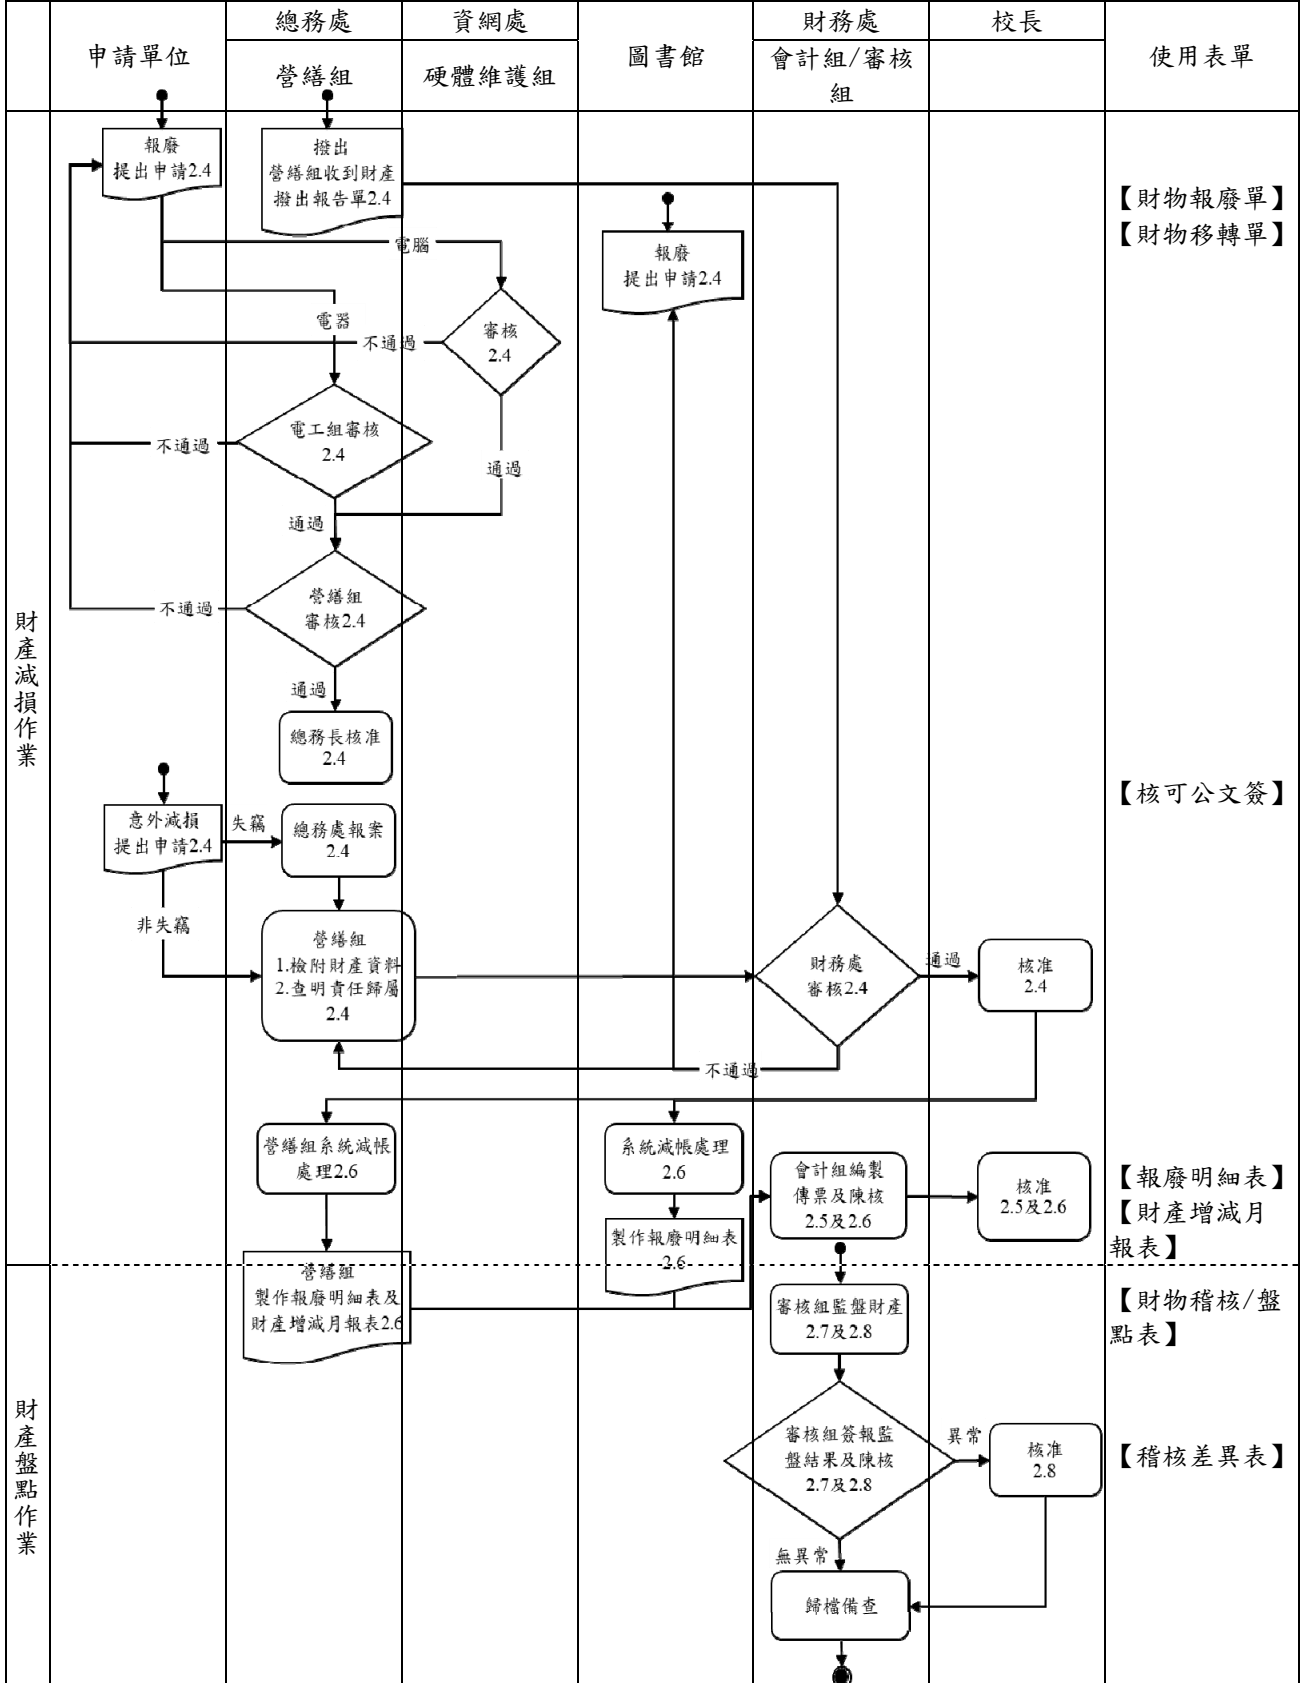 總務處
資網處
財務處
校長
申請單位
圖書館
使用表單
營繕組
硬體維護組
會計組/審核
組
財產減損作業
報廢
提出申請2.4
撥出
營繕組收到財產
撥出報告單2.4
【財物報廢單】
【財物移轉單】
電腦
報廢
提出申請2.4
電器
審核
2.4
不通過
電工組審核
2.4
不通過
通過
通過
營繕組
審核2.4
不通過
通過
總務長核准
2.4
【核可公文簽】
意外減損
提出申請2.4
失竊
總務處報案
2.4
非失竊
營繕組
1.檢附財產資料
2.查明責任歸屬
2.4
財務處
審核2.4
通過
核准
2.4
不通過
營繕組系統減帳
處理2.6
系統減帳處理
2.6
會計組編製
傳票及陳核
2.5及2.6
核准
2.5及2.6
【報廢明細表】
【財產增減月
報表】
製作報廢明細表
2.6
營繕組
製作報廢明細表及
財產增減月報表2.6
財產盤點作業
審核組監盤財產
2.7及2.8
【財物稽核/盤
點表】
審核組簽報監
盤結果及陳核
2.7及2.8
異常
核准
2.8
【稽核差異表】
無異常
歸檔備查